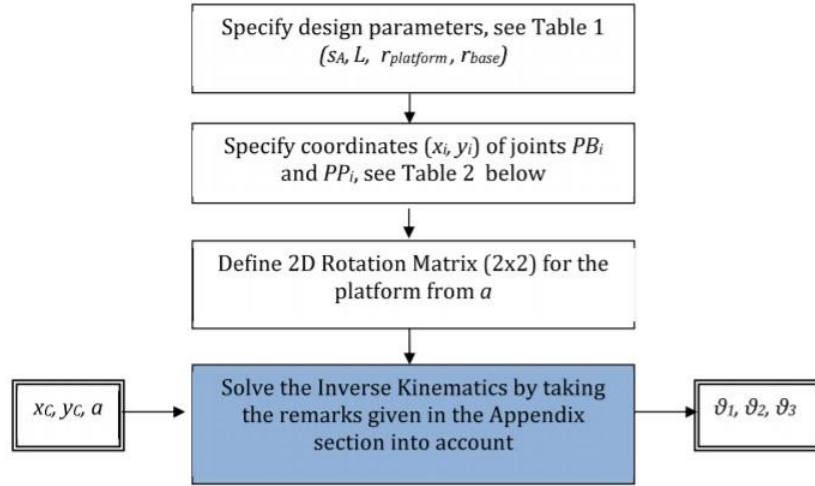 Specify design parameters, see Table 1
(sA, L, rplatform, rbase)
Specify coordinates (xi, yi) of joints PBi
and PPi, see Table 2 below
Define 2D Rotation Matrix (2x2) for the
platform from a
Solve the Inverse Kinematics by taking
the remarks given in the Appendix
section into account
xC, yC, a
ϑ1, ϑ2, ϑ3